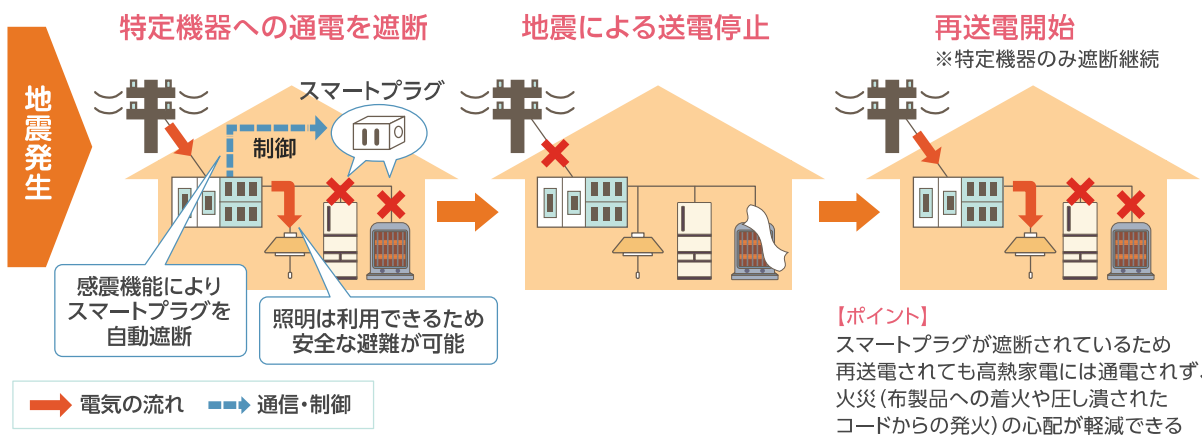 地震発生
特定機器への通電を遮断
スマートプラグ
制御
感震機能により
スマートプラグを
自動遮断
照明は利用できるため
安全な避難が可能
地震による送電停止
再送電開始
※特定機器のみ遮断継続
【ポイント】
スマートプラグが遮断されているため
再送電されても高熱家電には通電されず、
火災(布製品への着火や圧し潰された
コードからの発火)の心配が軽減できる
電気の流れ
通信・制御